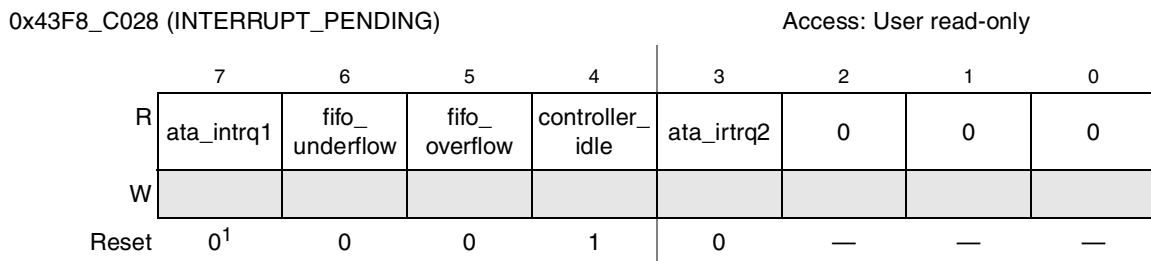 0x43F8_C028 (INTERRUPT_PENDING) Access: User read-only
7 6 5 4 3 2 1 0
R ata_intrq1 fifo_ underflow fifo_ overflow controller_ idle ata_irtrq2 0 0 0
W
Reset 0¹ 0 0 1 0 — — —